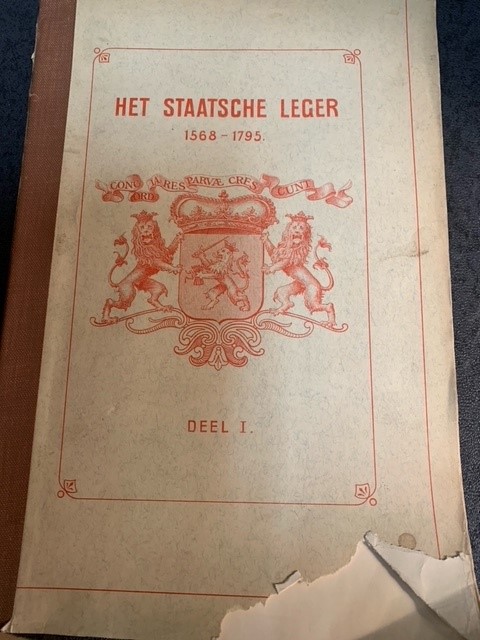 HET STAATSCHE LEGER
1568-1795.
CONCORDIA RES PARVÆ CRESCUNT
DEEL I.